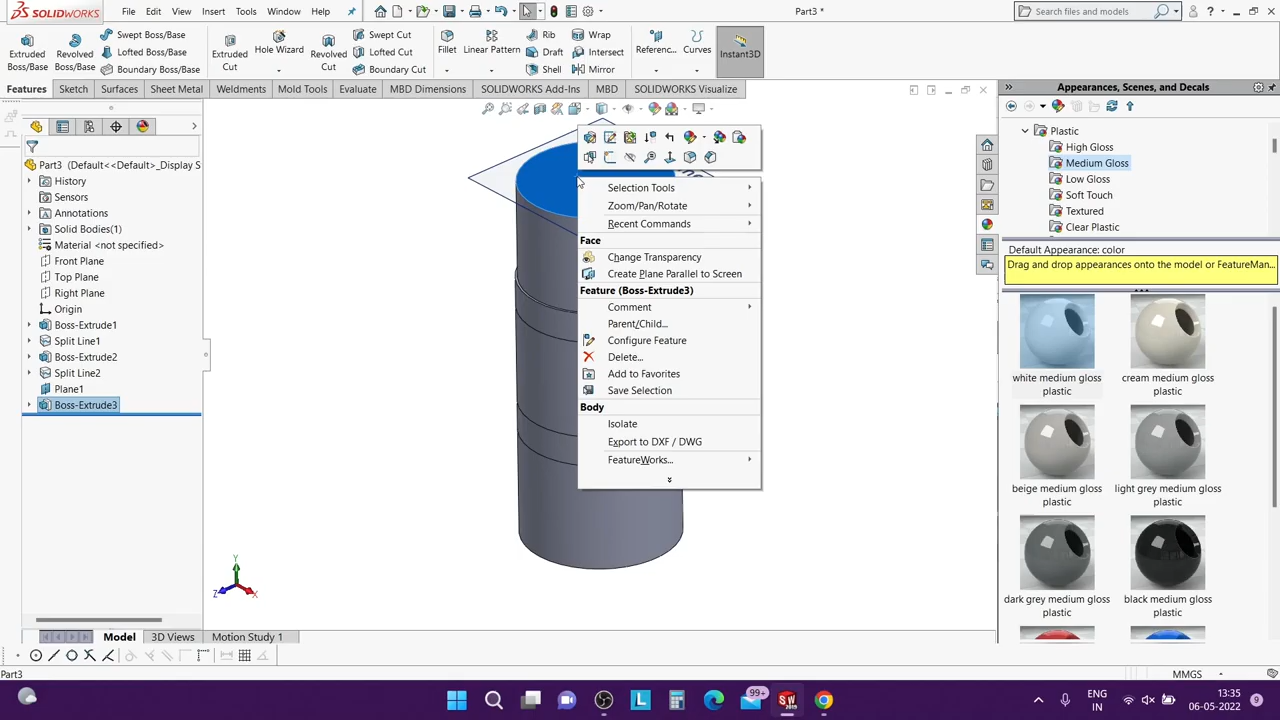 SOLIDWORKS
File Edit View Insert Tools Window Help
Part3 *
Search files and models
Extruded Boss/Base
Revolved Boss/Base
Swept Boss/Base
Lofted Boss/Base
Boundary Boss/Base
Extruded Cut
Hole Wizard
Revolved Cut
Swept Cut
Lofted Cut
Boundary Cut
Fillet
Linear Pattern
Rib
Draft
Shell
Wrap
Intersect
Mirror
Referenc...
Curves
Instant3D
Features Sketch Surfaces Sheet Metal Weldments Mold Tools Evaluate MBD Dimensions SOLIDWORKS Add-Ins MBD SOLIDWORKS Visualize
Part3 (Default<<Default>_Display S
History
Sensors
Annotations
Solid Bodies(1)
Material <not specified>
Front Plane
Top Plane
Right Plane
Origin
Boss-Extrude1
Split Line1
Boss-Extrude2
Split Line2
Plane1
Boss-Extrude3
Selection Tools
Zoom/Pan/Rotate
Recent Commands
Face
Change Transparency
Create Plane Parallel to Screen
Feature (Boss-Extrude3)
Comment
Parent/Child...
Configure Feature
Delete...
Add to Favorites
Save Selection
Body
Isolate
Export to DXF / DWG
FeatureWorks...
Y
Z
X
Appearances, Scenes, and Decals
Plastic
High Gloss
Medium Gloss
Low Gloss
Soft Touch
Textured
Clear Plastic
Default Appearance: color
Drag and drop appearances onto the model or FeatureMan...
white medium gloss plastic
cream medium gloss plastic
beige medium gloss plastic
light grey medium gloss plastic
dark grey medium gloss plastic
black medium gloss plastic
Model 3D Views Motion Study 1
Part3
MMGS
99+
SW
2019
ENG
IN
13:35
06-05-2022